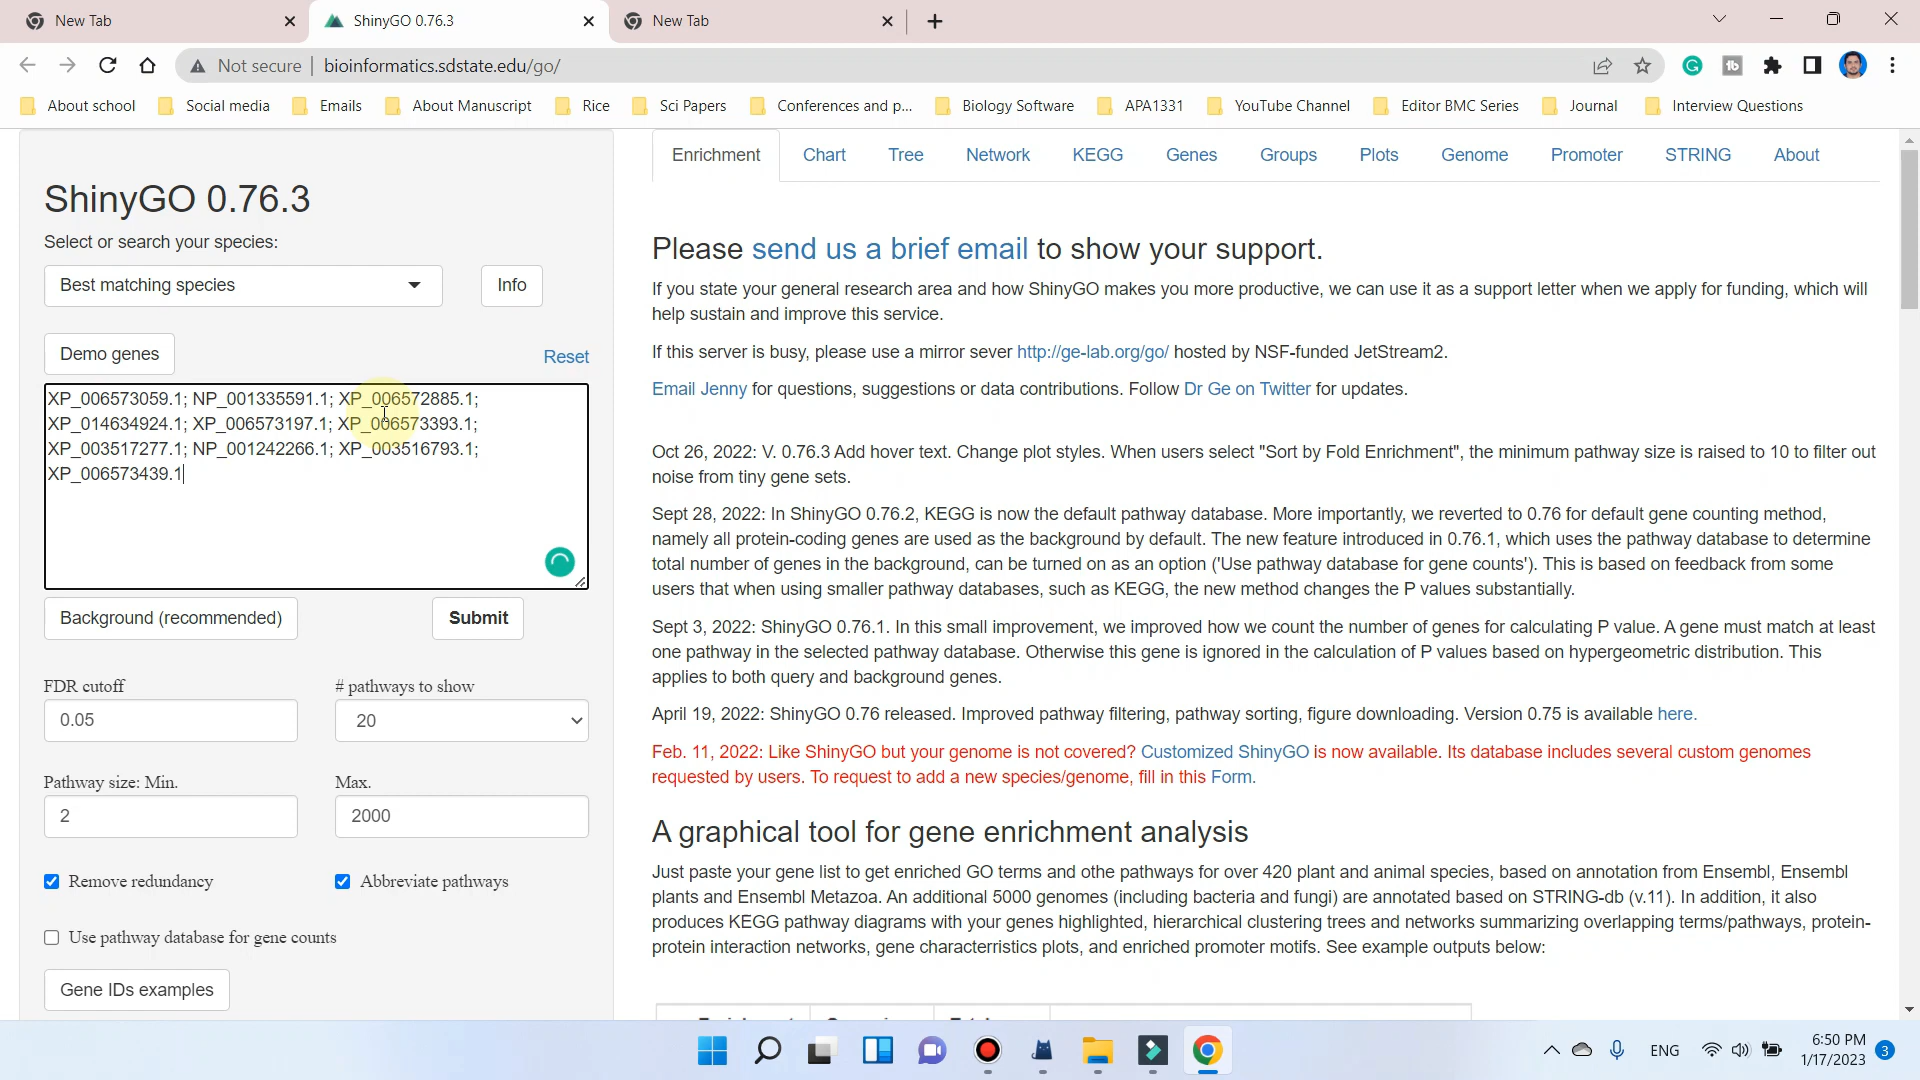 New Tab
ShinyGO 0.76.3
New Tab
Not secure
bioinformatics.sdstate.edu/go/
About school
Social media
Emails
About Manuscript
Rice
Sci Papers
Conferences and p...
Biology Software
APA1331
YouTube Channel
Editor BMC Series
Journal
Interview Questions
ShinyGO 0.76.3
Select or search your species:
Best matching species
Info
Demo genes
Reset
XP_006573059.1; NP_001335591.1; XP_006572885.1;
XP_014634924.1; XP_006573197.1; XP_006573393.1;
XP_003517277.1; NP_001242266.1; XP_003516793.1;
XP_006573439.1
Background (recommended)
Submit
FDR cutoff
# pathways to show
0.05
20
Pathway size: Min.
Max.
2
2000
Remove redundancy
Abbreviate pathways
Use pathway database for gene counts
Gene IDs examples
Enrichment
Chart
Tree
Network
KEGG
Genes
Groups
Plots
Genome
Promoter
STRING
About
Please send us a brief email to show your support.
If you state your general research area and how ShinyGO makes you more productive, we can use it as a support letter when we apply for funding, which will
help sustain and improve this service.
If this server is busy, please use a mirror sever http://ge-lab.org/go/ hosted by NSF-funded JetStream2.
Email Jenny for questions, suggestions or data contributions. Follow Dr Ge on Twitter for updates.
Oct 26, 2022: V. 0.76.3 Add hover text. Change plot styles. When users select "Sort by Fold Enrichment", the minimum pathway size is raised to 10 to filter out
noise from tiny gene sets.
Sept 28, 2022: In ShinyGO 0.76.2, KEGG is now the default pathway database. More importantly, we reverted to 0.76 for default gene counting method,
namely all protein-coding genes are used as the background by default. The new feature introduced in 0.76.1, which uses the pathway database to determine
total number of genes in the background, can be turned on as an option ('Use pathway database for gene counts'). This is based on feedback from some
users that when using smaller pathway databases, such as KEGG, the new method changes the P values substantially.
Sept 3, 2022: ShinyGO 0.76.1. In this small improvement, we improved how we count the number of genes for calculating P value. A gene must match at least
one pathway in the selected pathway database. Otherwise this gene is ignored in the calculation of P values based on hypergeometric distribution. This
applies to both query and background genes.
April 19, 2022: ShinyGO 0.76 released. Improved pathway filtering, pathway sorting, figure downloading. Version 0.75 is available here.
Feb. 11, 2022: Like ShinyGO but your genome is not covered? Customized ShinyGO is now available. Its database includes several custom genomes
requested by users. To request to add a new species/genome, fill in this Form.
A graphical tool for gene enrichment analysis
Just paste your gene list to get enriched GO terms and othe pathways for over 420 plant and animal species, based on annotation from Ensembl, Ensembl
plants and Ensembl Metazoa. An additional 5000 genomes (including bacteria and fungi) are annotated based on STRING-db (v.11). In addition, it also
produces KEGG pathway diagrams with your genes highlighted, hierarchical clustering trees and networks summarizing overlapping terms/pathways, protein-
protein interaction networks, gene characterristics plots, and enriched promoter motifs. See example outputs below:
ENG
6:50 PM
1/17/2023
3